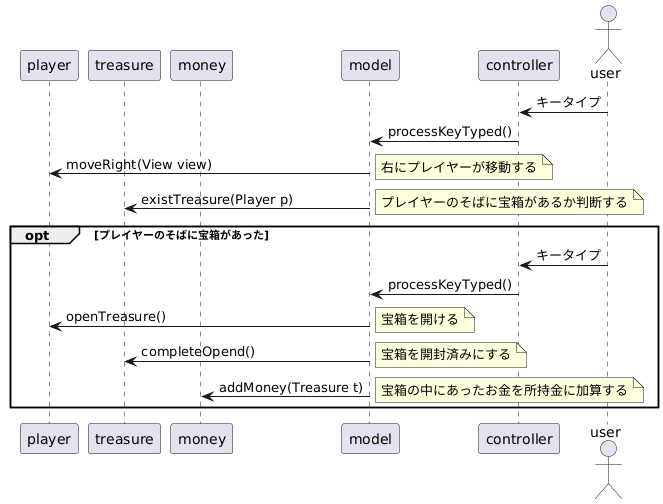 user
player
treasure
money
model
controller
キータイプ
processKeyTyped()
moveRight(View view)
右にプレイヤーが移動する
existTreasure(Player p)
プレイヤーのそばに宝箱があるか判断する
opt
[プレイヤーのそばに宝箱があった]
キータイプ
processKeyTyped()
openTreasure()
宝箱を開ける
completeOpend()
宝箱を開封済みにする
addMoney(Treasure t)
宝箱の中にあったお金を所持金に加算する
player
treasure
money
model
controller
user